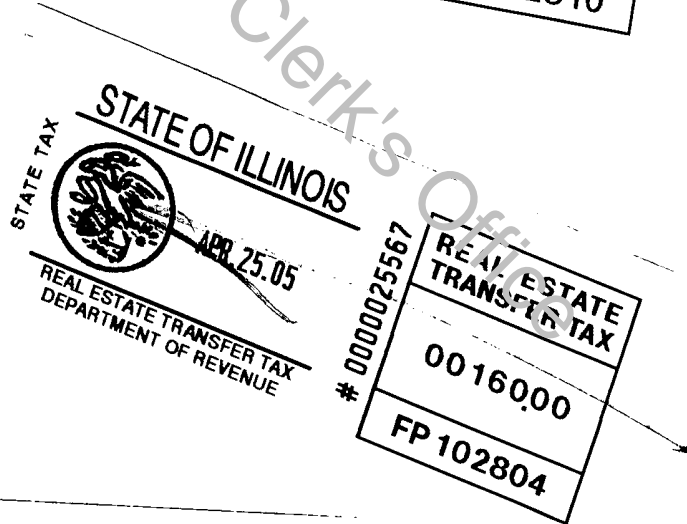 Clerk's Office
STATE TAX
STATE OF ILLINOIS
APR. 25.05
REAL ESTATE TRANSFER TAX
DEPARTMENT OF REVENUE
# 0000025567
REAL ESTATE
TRANSFER TAX
0016000
FP 102804